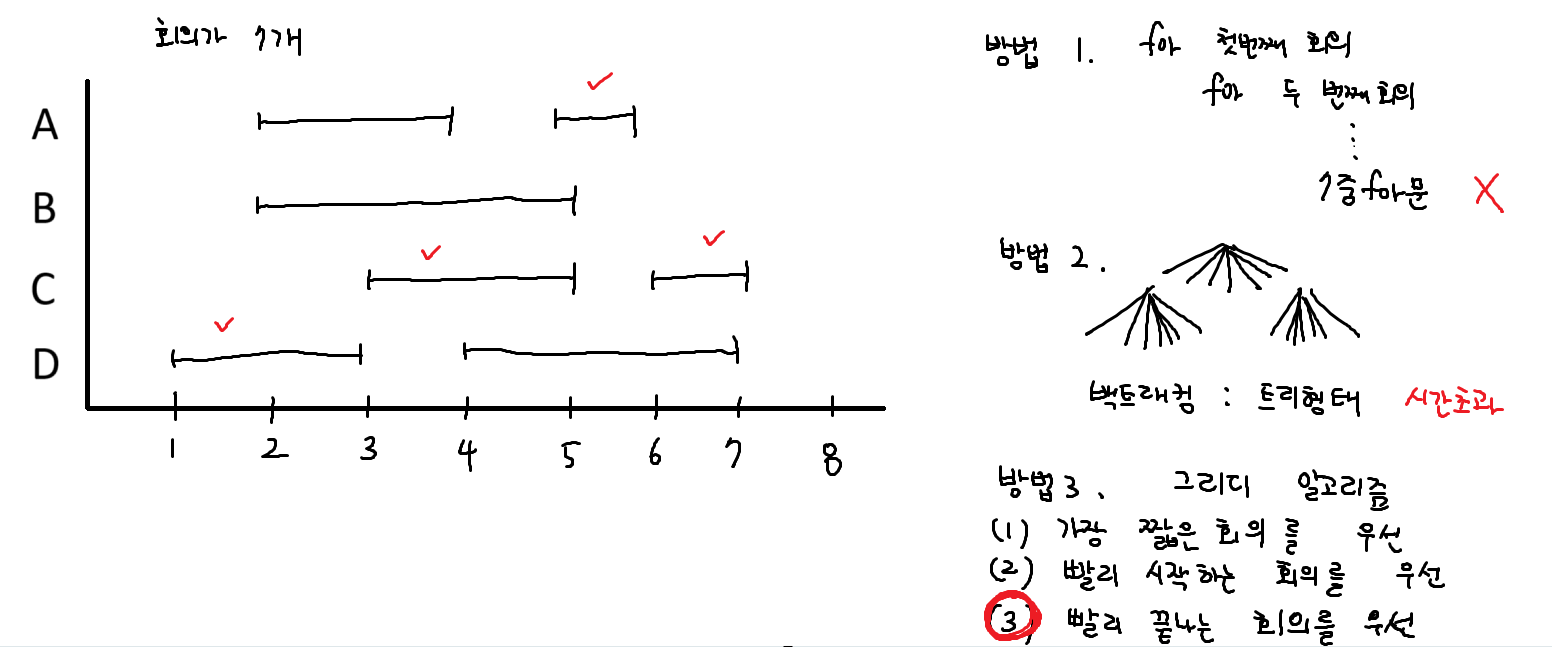 회의가 7개
A
B
C
D
1 2 3 4 5 6 7 8
방법 1. for 첫번째 회의
for 두 번째 회의
7중 for문 X
방법 2.
백트래킹 : 트리형태 시간초과
방법 3. 그리디 알고리즘
(1) 가장 짧은 회의를 우선
(2) 빨리 시작하는 회의를 우선
(3) 빨리 끝나는 회의를 우선